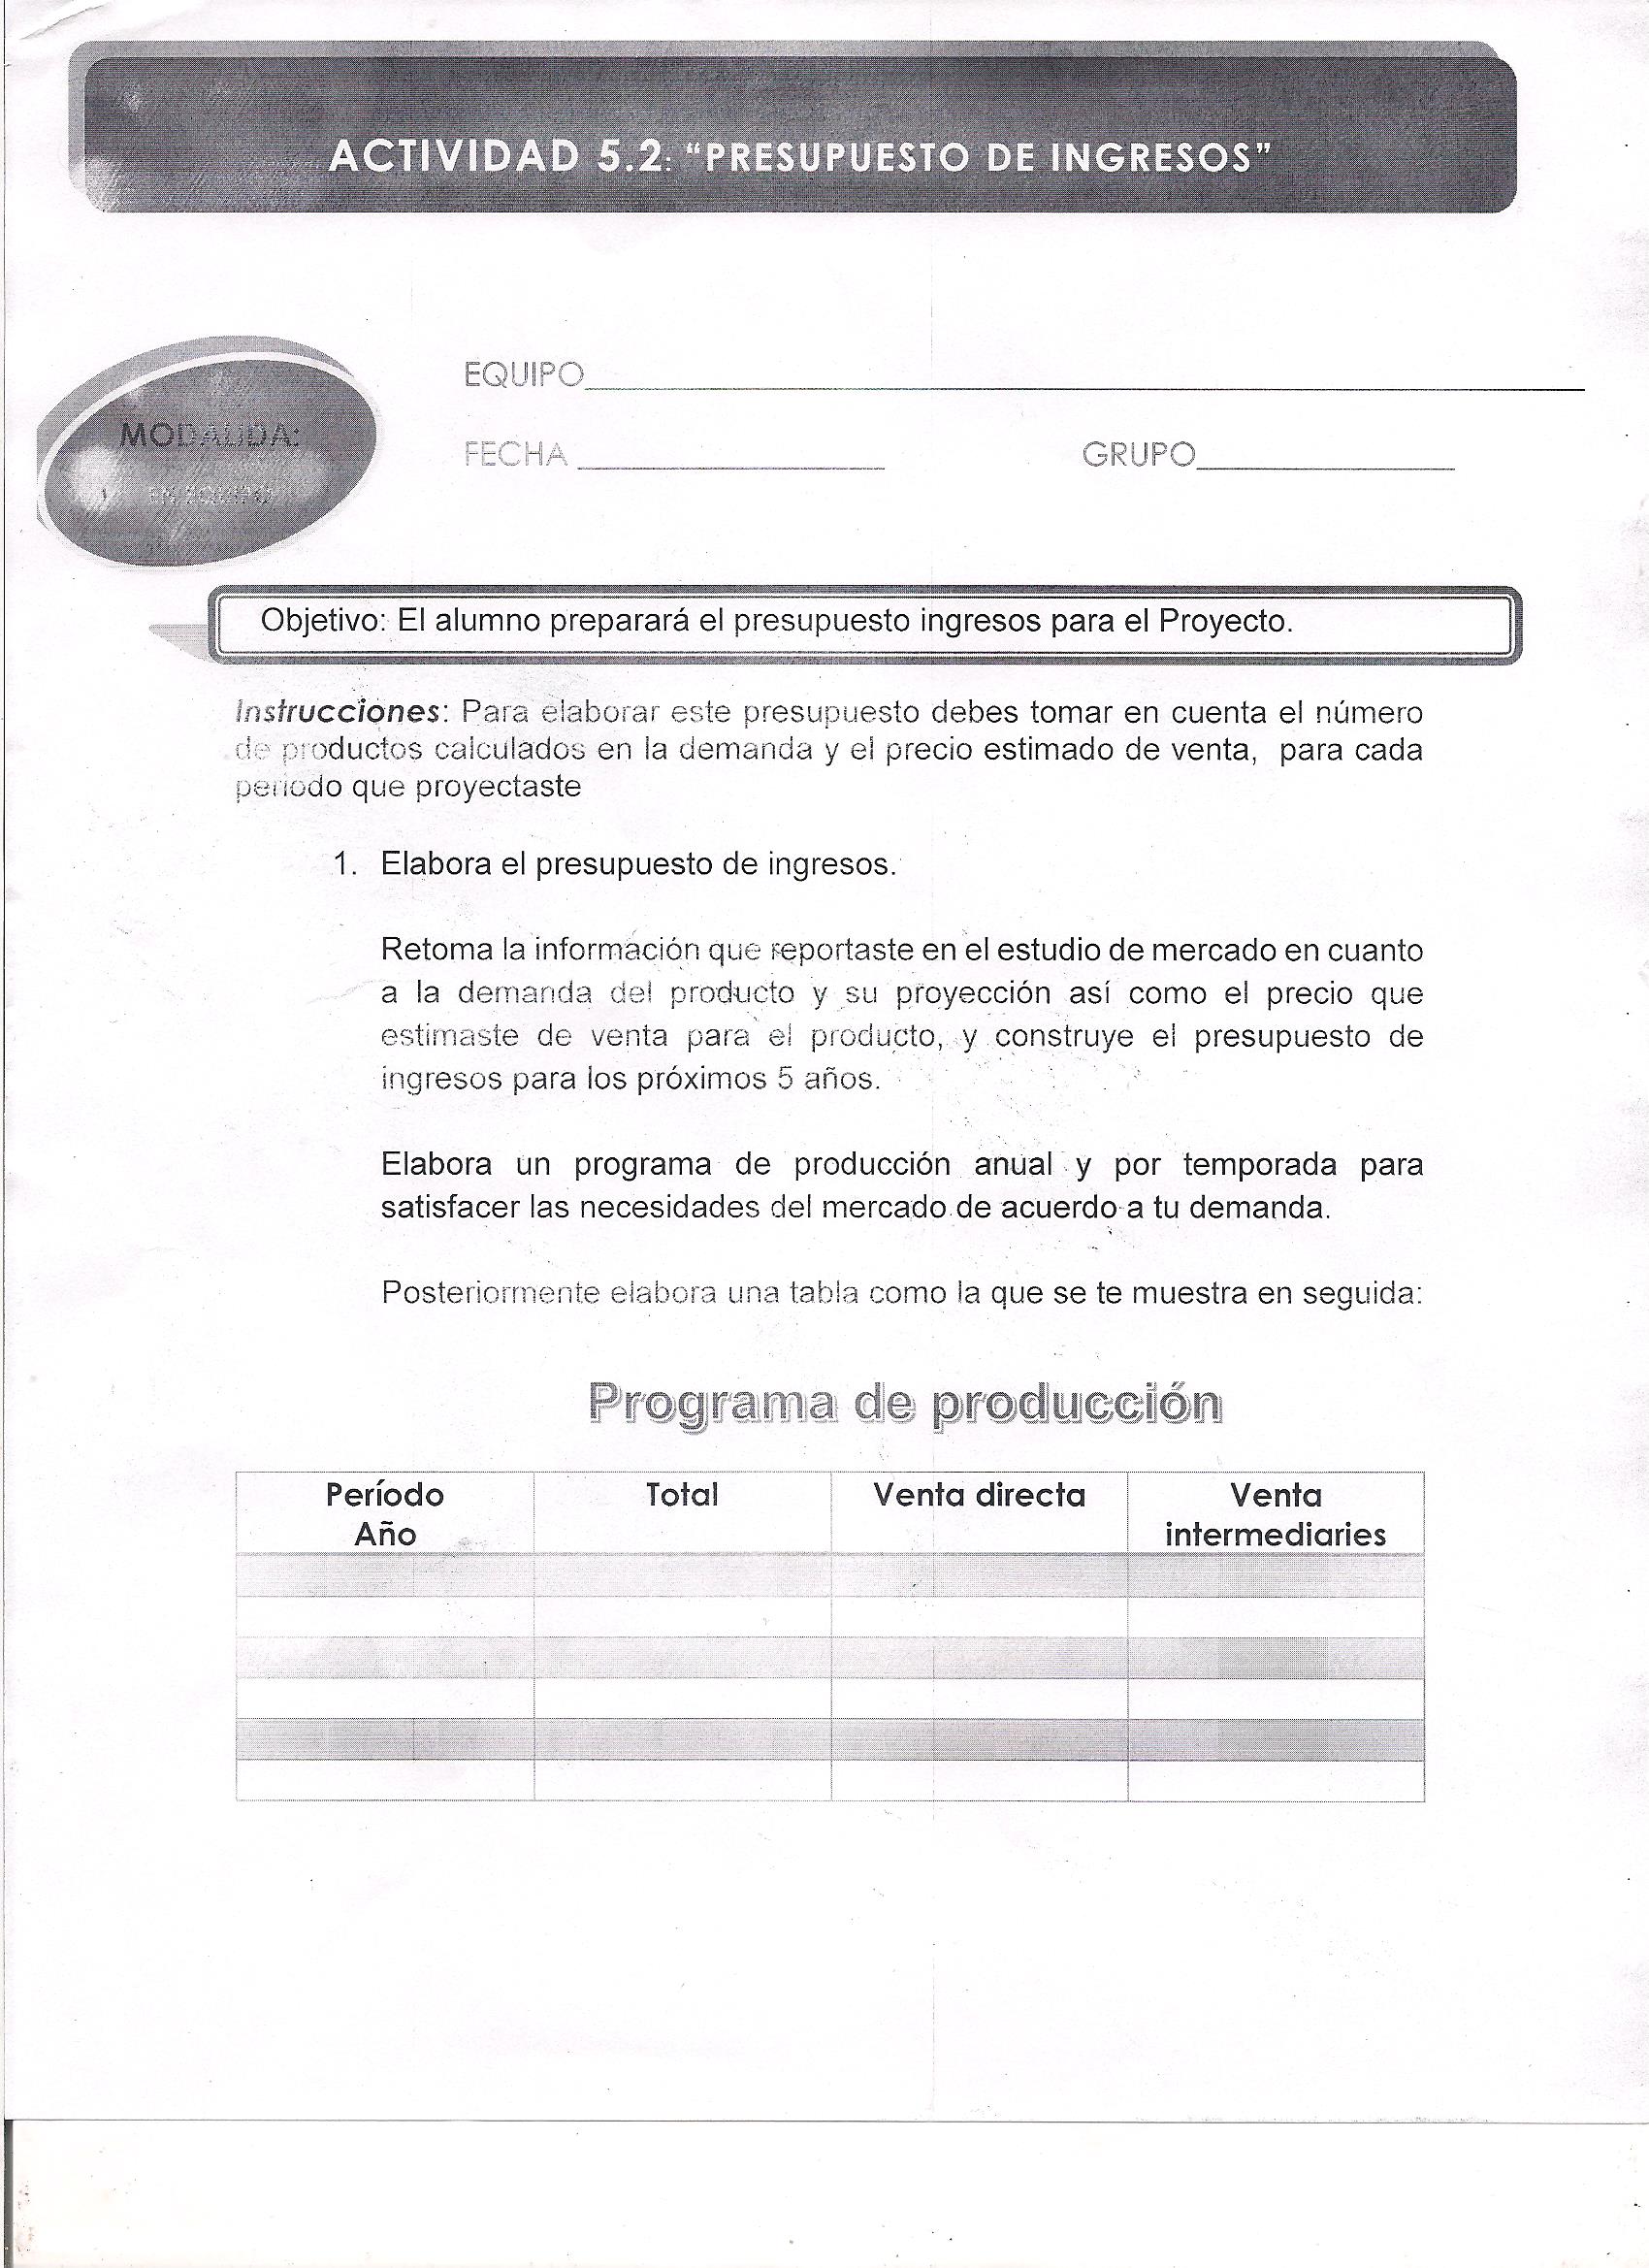 ACTIVIDAD 5.2: “PRESUPUESTO DE INGRESOS”
EQUIPO
MODALIDA:
EN EQUIPO
FECHA GRUPO
Objetivo: El alumno preparará el presupuesto ingresos para el Proyecto.
Instrucciones: Para elaborar este presupuesto debes tomar en cuenta el número
de productos calculados en la demanda y el precio estimado de venta, para cada
periodo que proyectaste
1. Elabora el presupuesto de ingresos.
Retoma la información que reportaste en el estudio de mercado en cuanto
a la demanda del producto y su proyección así como el precio que
estimaste de venta para el producto, y construye el presupuesto de
ingresos para los próximos 5 años.
Elabora un programa de producción anual y por temporada para
satisfacer las necesidades del mercado de acuerdo a tu demanda.
Posteriormente elabora una tabla como la que se te muestra en seguida:
Programa de producción
Período Total Venta directa Venta
Año intermediaries